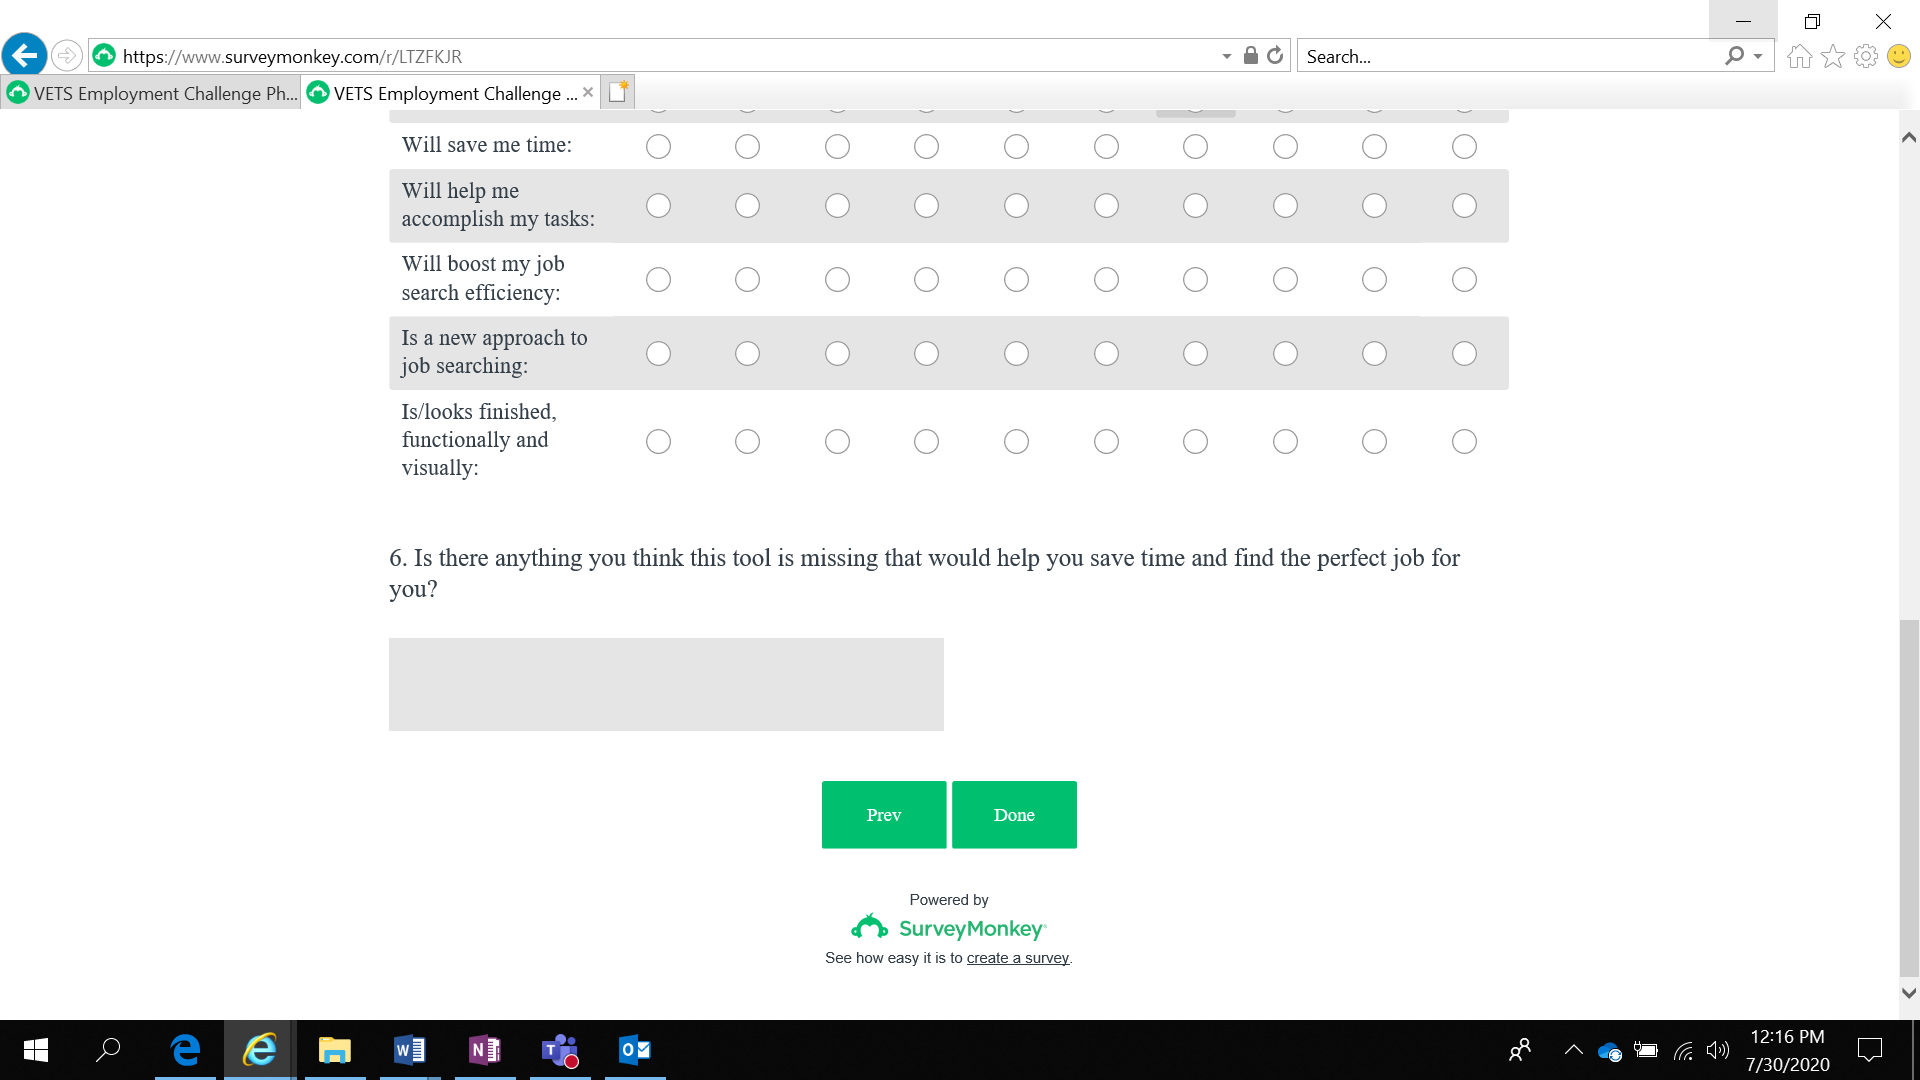 https://www.surveymonkey.com/r/LTZFKJR
Search...
VETS Employment Challenge Ph...
VETS Employment Challenge ...
Will save me time:
Will help me
accomplish my tasks:
Will boost my job
search efficiency:
Is a new approach to
job searching:
Is/looks finished,
functionally and
visually:
6. Is there anything you think this tool is missing that would help you save time and find the perfect job for
you?
Prev
Done
Powered by
SurveyMonkey
See how easy it is to create a survey.
12:16 PM
7/30/2020